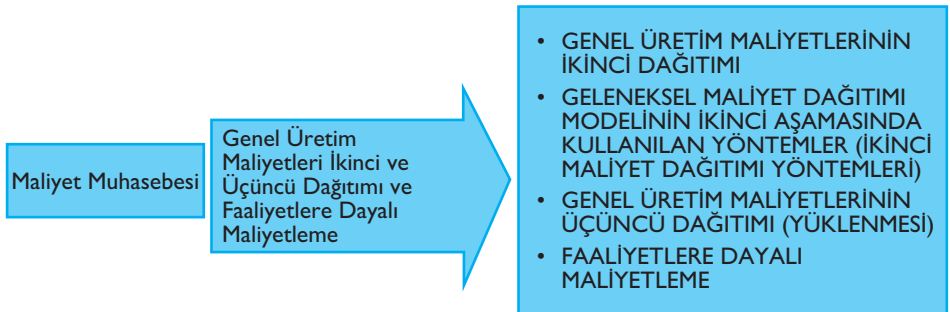 Maliyet Muhasebesi
Genel Üretim
Maliyetleri İkinci ve
Üçüncü Dağıtımı ve
Faaliyetlere Dayalı
Maliyetleme
• GENEL ÜRETİM MALİYETLERİNİN
İKİNCİ DAĞITIMI
• GELENEKSEL MALİYET DAĞITIMI
MODELİNİN İKİNCİ AŞAMASINDA
KULLANILAN YÖNTEMLER (İKİNCİ
MALİYET DAĞITIMI YÖNTEMLERİ)
• GENEL ÜRETİM MALİYETLERİNİN
ÜÇÜNCÜ DAĞITIMI (YÜKLENMESİ)
• FAALİYETLERE DAYALI
MALİYETLEME